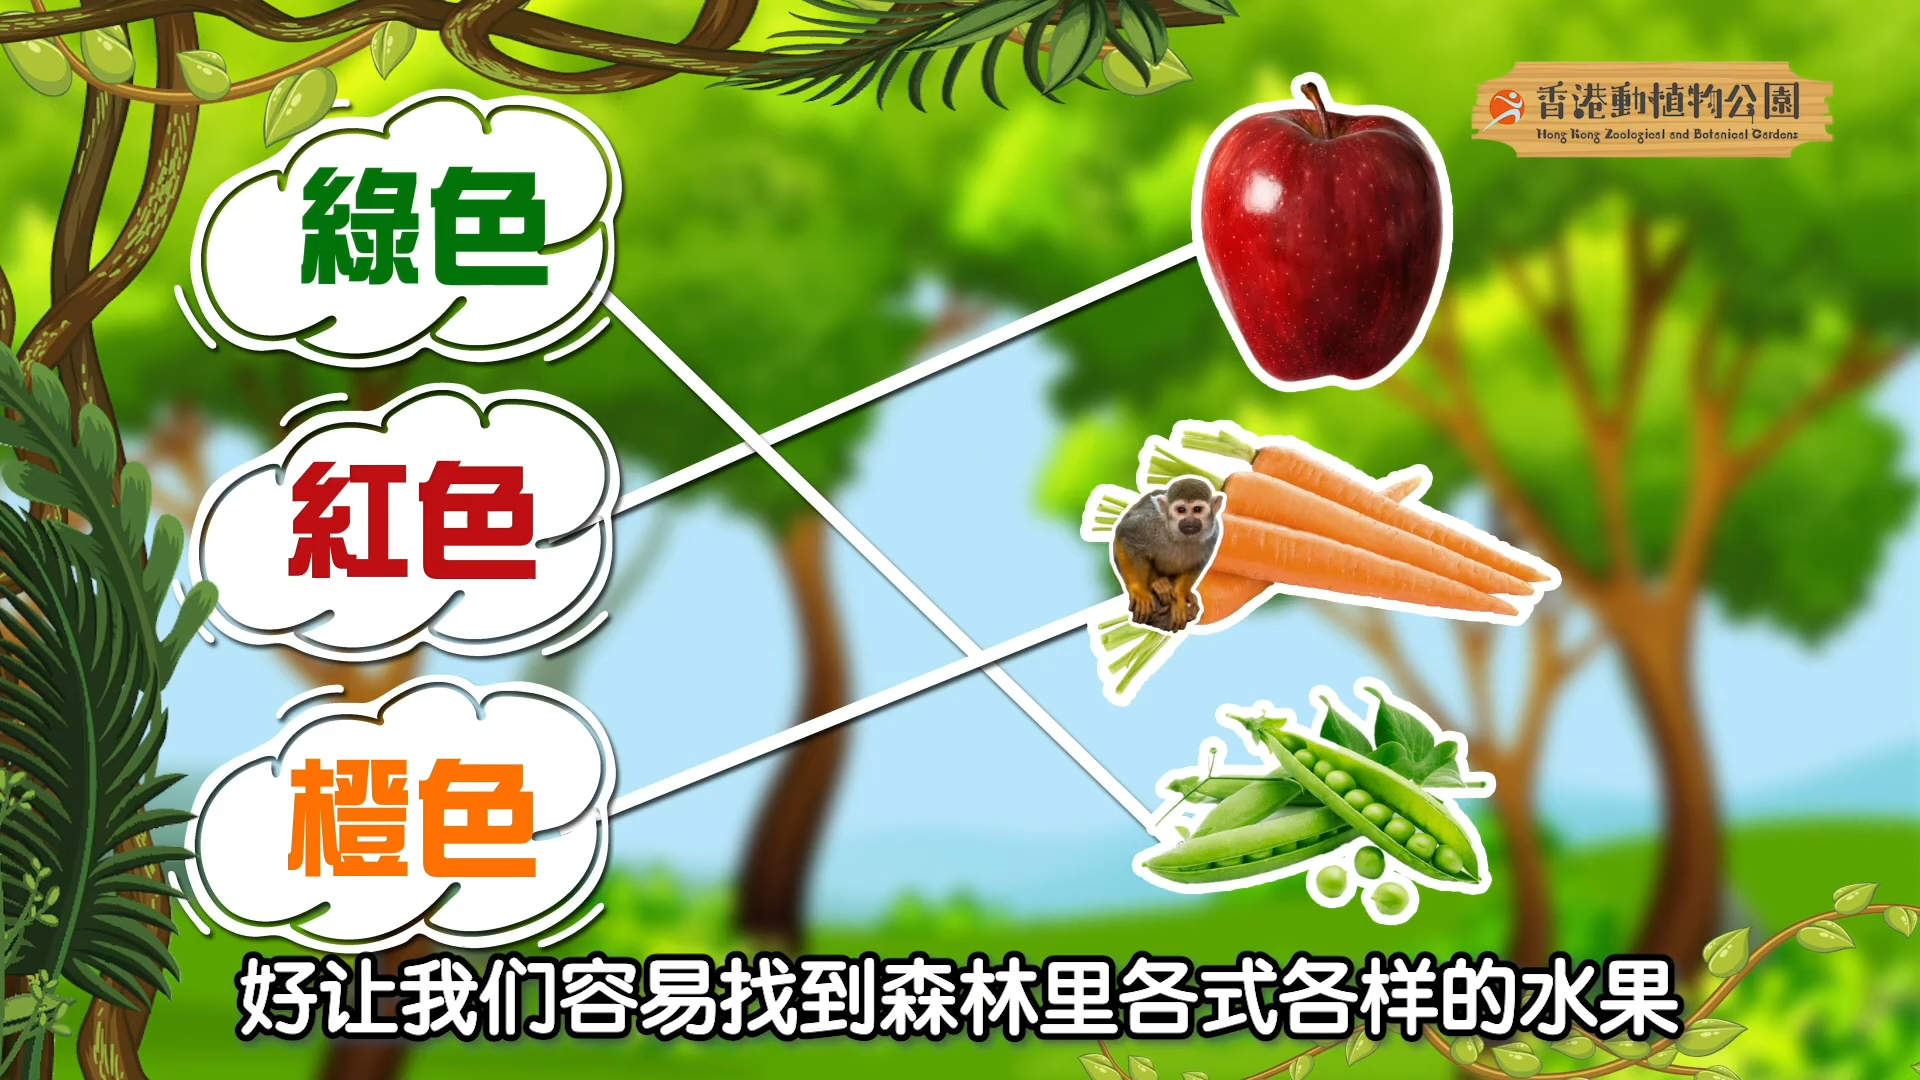 香港動植物公園
Hong Kong Zoological and Botanical Gardens
綠色
紅色
橙色
好让我们容易找到森林里各式各样的水果